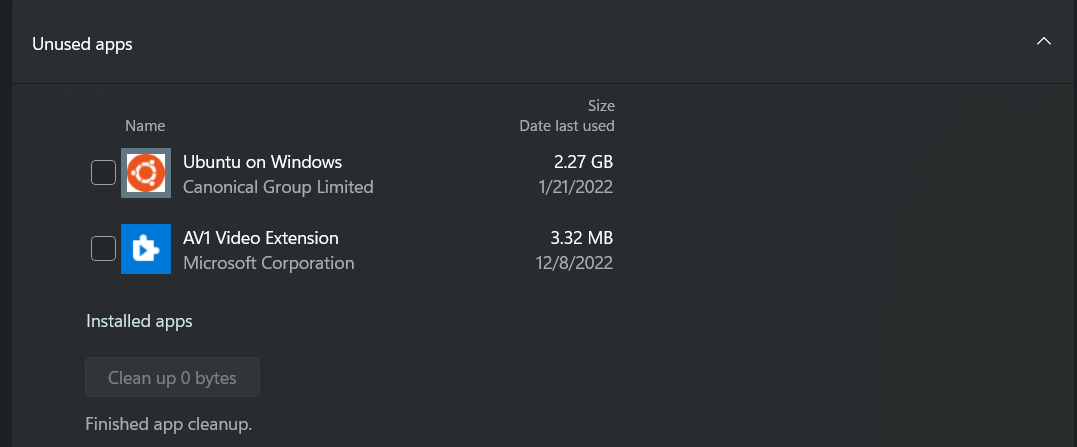 Unused apps
Size
Name
Date last used
Ubuntu on Windows
2.27 GB
Canonical Group Limited
1/21/2022
AV1 Video Extension
3.32 MB
Microsoft Corporation
12/8/2022
Installed apps
Clean up 0 bytes
Finished app cleanup.